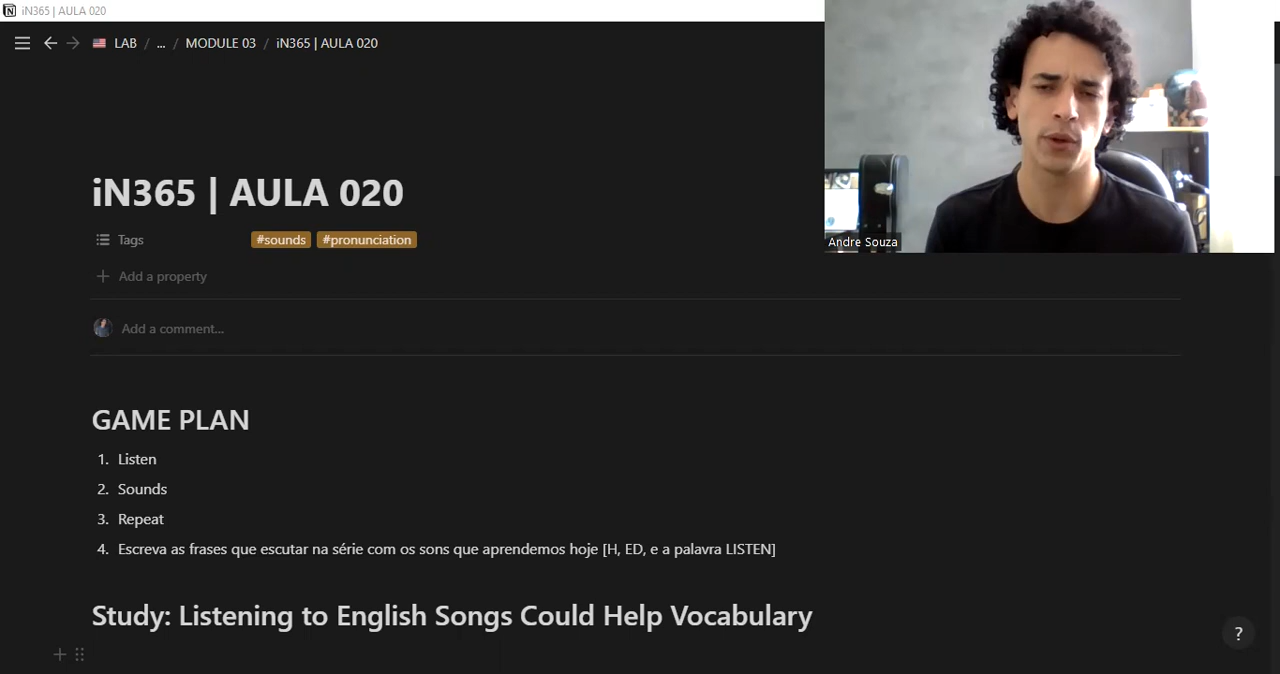 iN365 | AULA 020
LAB / ... / MODULE 03 / iN365 | AULA 020
Andre Souza
iN365 | AULA 020
Tags #sounds #pronunciation
Add a property
Add a comment...
GAME PLAN
1. Listen
2. Sounds
3. Repeat
4. Escreva as frases que escutar na série com os sons que aprendemos hoje [H, ED, e a palavra LISTEN]
Study: Listening to English Songs Could Help Vocabulary
?